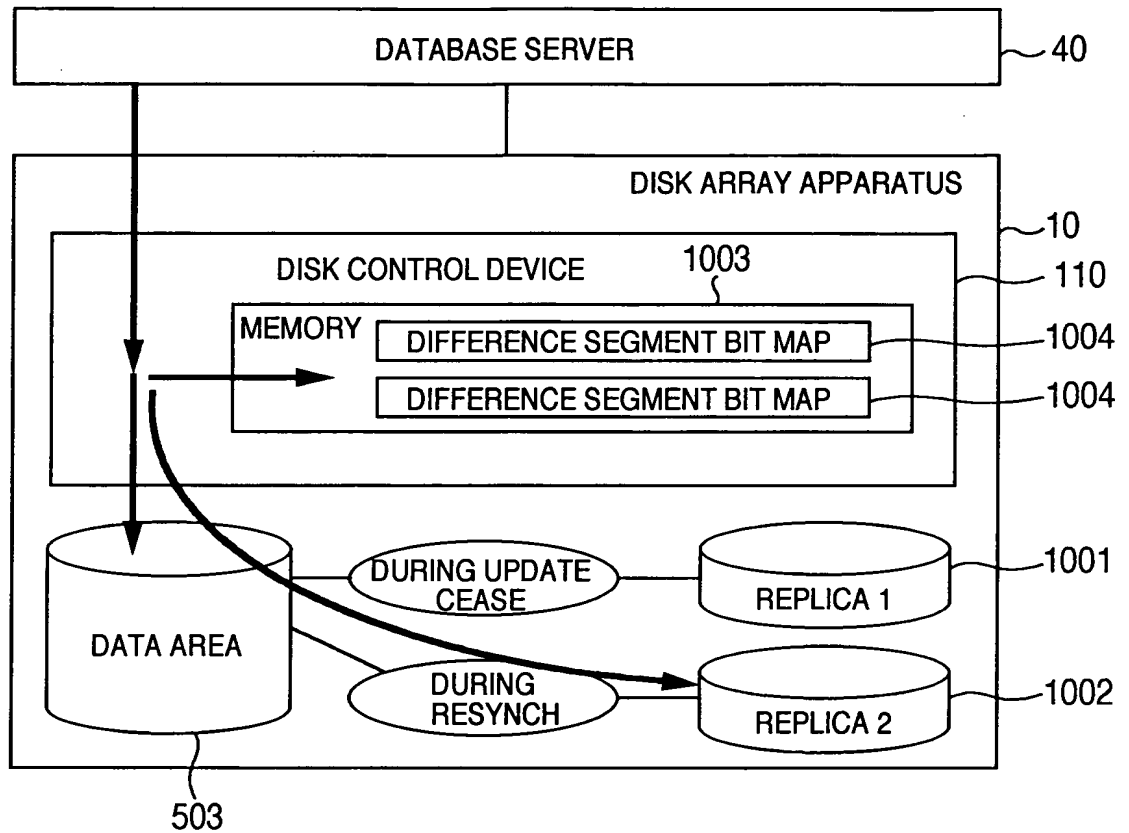 DATABASE SERVER
40
DISK ARRAY APPARATUS
10
DISK CONTROL DEVICE
1003
110
MEMORY
DIFFERENCE SEGMENT BIT MAP
1004
DIFFERENCE SEGMENT BIT MAP
1004
DURING UPDATE
CEASE
REPLICA 1
1001
DATA AREA
DURING
RESYNCH
REPLICA 2
1002
503